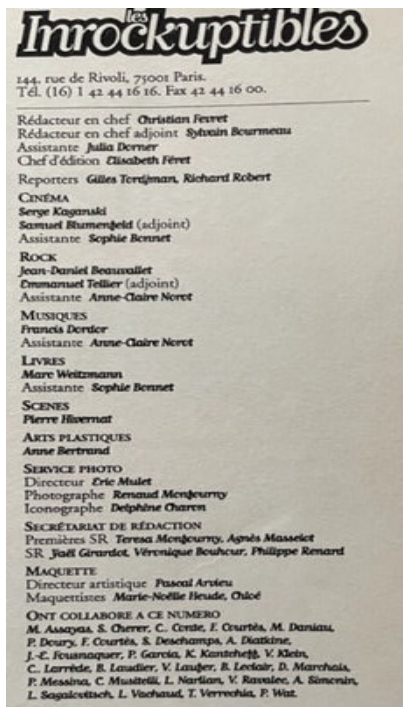 les
Inrockuptibles
144, rue de Rivoli, 75001 Paris.
Tél. (16) 1 42 44 16 16. Fax 42 44 16 00.
Rédacteur en chef Christian Fevret
Rédacteur en chef adjoint Sylvain Bourmeau
Assistante Julia Dorner
Chef d'édition Elisabeth Féret
Reporters Gilles Tordjman, Richard Robert
CINÉMA
Serge Kaganski
Samuel Blumenfeld (adjoint)
Assistante Sophie Bonnet
ROCK
Jean-Daniel Beauvallet
Emmanuel Tellier (adjoint)
Assistante Anne-Claire Norot
MUSIQUES
Francis Dordor
Assistante Anne-Claire Norot
LIVRES
Marc Weitzmann
Assistante Sophie Bonnet
SCENES
Pierre Hivernat
ARTS PLASTIQUES
Anne Bertrand
SERVICE PHOTO
Directeur Eric Mulet
Photographe Renaud Monfourny
Iconographe Delphine Charon
SECRÉTARIAT DE RÉDACTION
Premières SR Teresa Monfourny, Agnès Masselot
SR Jaël Girardot, Véronique Bouhour, Philippe Renard
MAQUETTE
Directeur artistique Pascal Arvieu
Maquettistes Marie-Noëlle Heude, Chloé
ONT COLLABORÉ A CE NUMERO
M. Assayas, S. Cherer, C. Conte, F. Courtès, M. Daniau,
P. Doury, F. Courtès, S. Deschamps, A. Diatkine,
J.-E. Fousnaquer, P. Garcia, K. Kantcheff, V. Klein,
C. Larrède, B. Laudier, V. Laufer, B. Leclair, D. Marchais,
P. Messina, C. Musitelli, L. Narlian, V. Ravalec, A. Simonin,
L. Sagalovitsch, L. Vachaud, T. Verrechia, P. Wat.